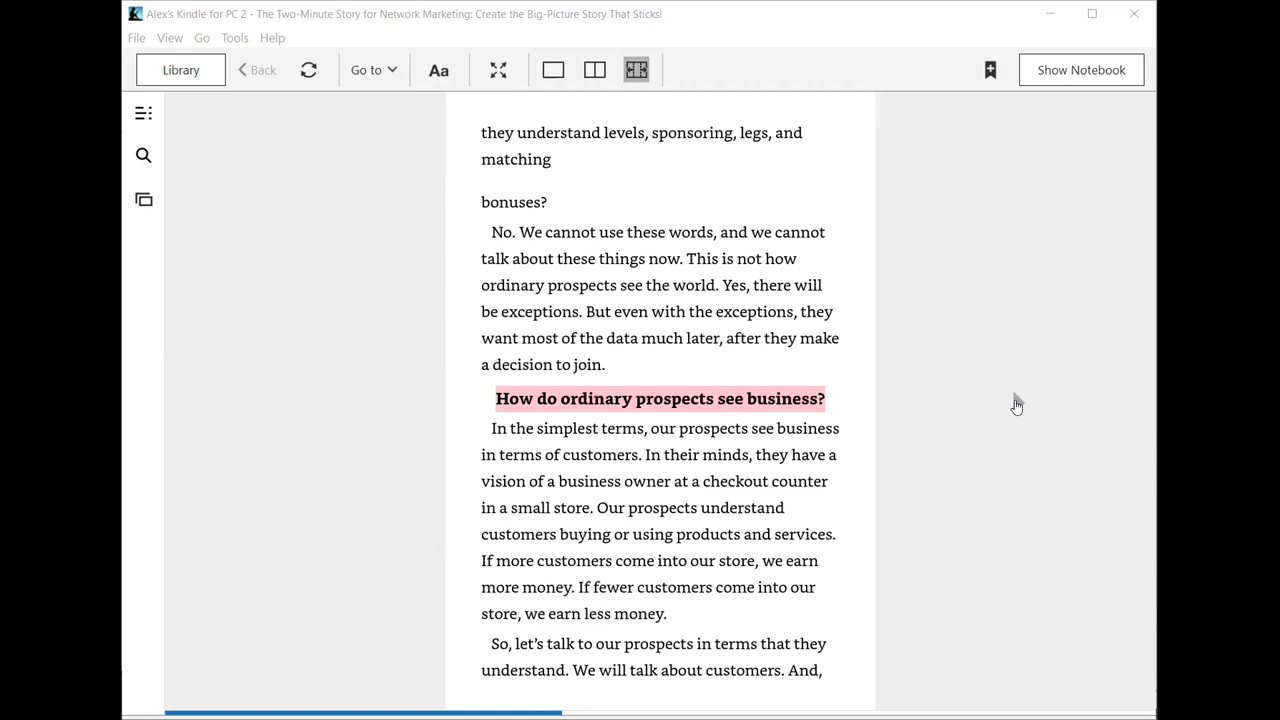 Alex's Kindle for PC 2 - The Two-Minute Story for Network Marketing: Create the Big-Picture Story That Sticks!
File View Go Tools Help
Library Back Go to Aa Show Notebook
they understand levels, sponsoring, legs, and
matching
bonuses?
No. We cannot use these words, and we cannot
talk about these things now. This is not how
ordinary prospects see the world. Yes, there will
be exceptions. But even with the exceptions, they
want most of the data much later, after they make
a decision to join.
How do ordinary prospects see business?
In the simplest terms, our prospects see business
in terms of customers. In their minds, they have a
vision of a business owner at a checkout counter
in a small store. Our prospects understand
customers buying or using products and services.
If more customers come into our store, we earn
more money. If fewer customers come into our
store, we earn less money.
So, let’s talk to our prospects in terms that they
understand. We will talk about customers. And,